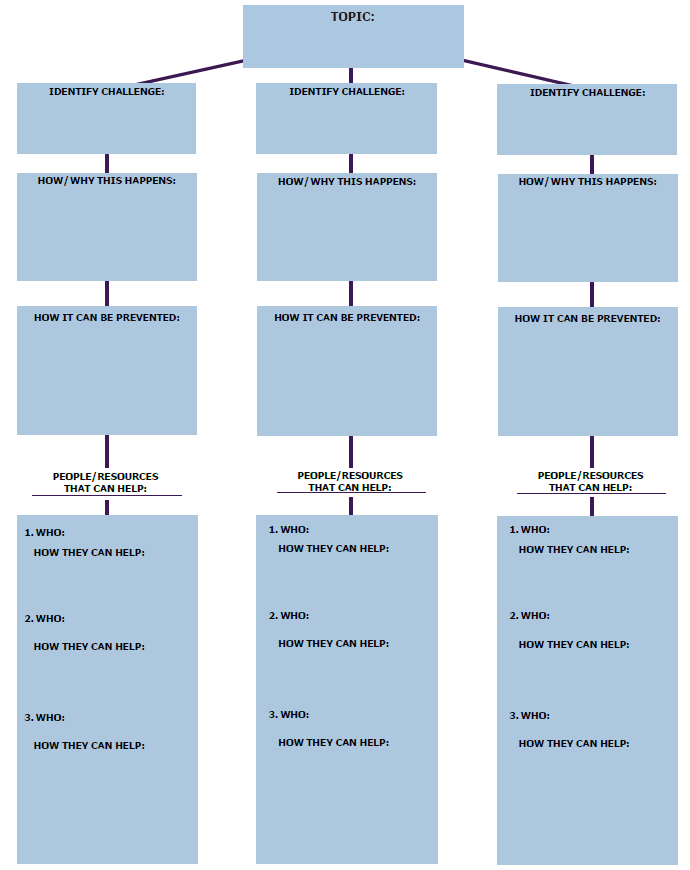 TOPIC:
IDENTIFY CHALLENGE:
HOW/ WHY THIS HAPPENS:
HOW IT CAN BE PREVENTED:
PEOPLE/RESOURCES
THAT CAN HELP:
1. WHO:
HOW THEY CAN HELP:
2. WHO:
HOW THEY CAN HELP:
3. WHO:
HOW THEY CAN HELP:
IDENTIFY CHALLENGE:
HOW/ WHY THIS HAPPENS:
HOW IT CAN BE PREVENTED:
PEOPLE/RESOURCES
THAT CAN HELP:
1. WHO:
HOW THEY CAN HELP:
2. WHO:
HOW THEY CAN HELP:
3. WHO:
HOW THEY CAN HELP:
IDENTIFY CHALLENGE:
HOW/ WHY THIS HAPPENS:
HOW IT CAN BE PREVENTED:
PEOPLE/RESOURCES
THAT CAN HELP:
1. WHO:
HOW THEY CAN HELP:
2. WHO:
HOW THEY CAN HELP:
3. WHO:
HOW THEY CAN HELP: